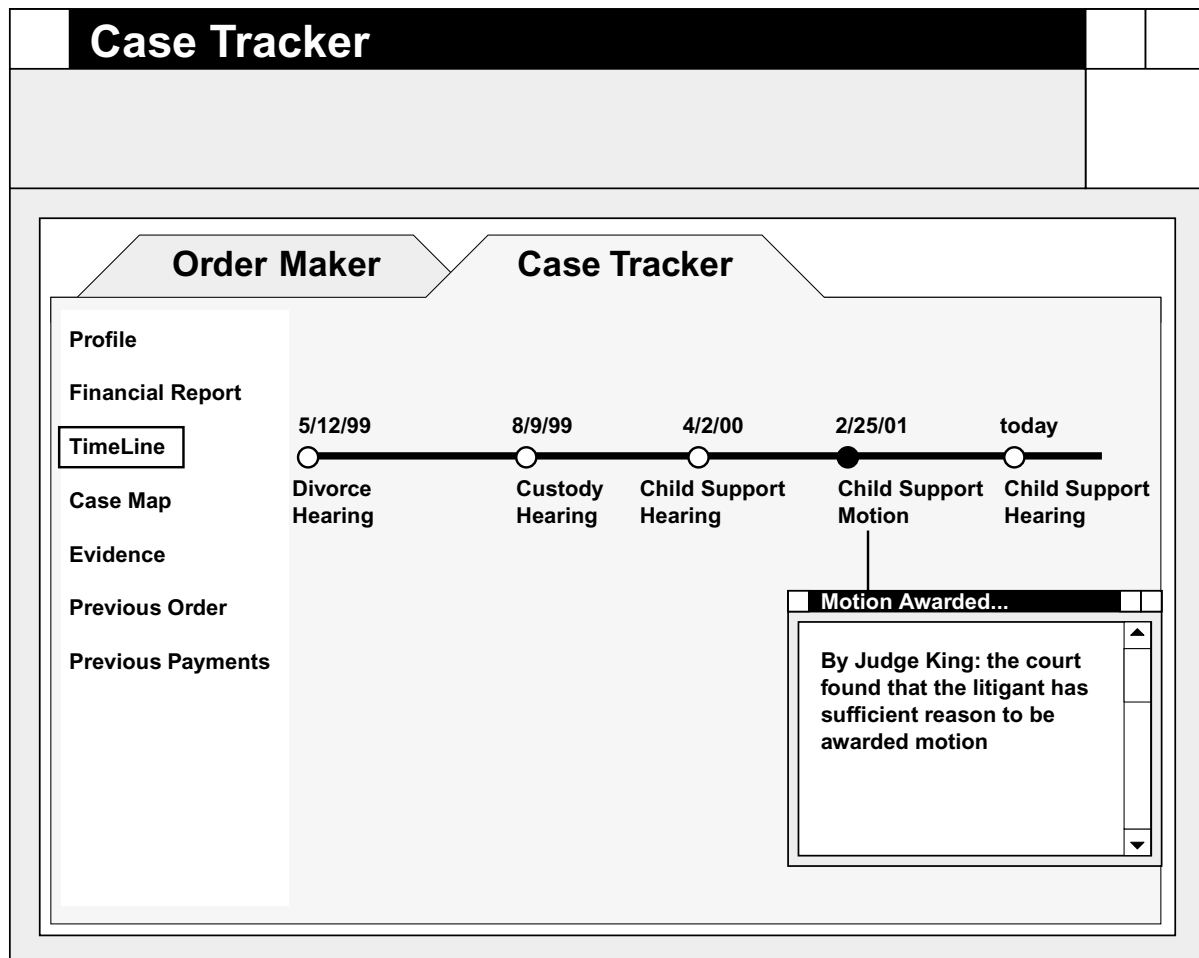 Case Tracker
Order Maker
Case Tracker
Profile
Financial Report
TimeLine
Case Map
Evidence
Previous Order
Previous Payments
5/12/99
8/9/99
4/2/00
2/25/01
today
Divorce
Hearing
Custody
Hearing
Child Support
Hearing
Child Support
Motion
Child Support
Hearing
Motion Awarded...
By Judge King: the court
found that the litigant has
sufficient reason to be
awarded motion